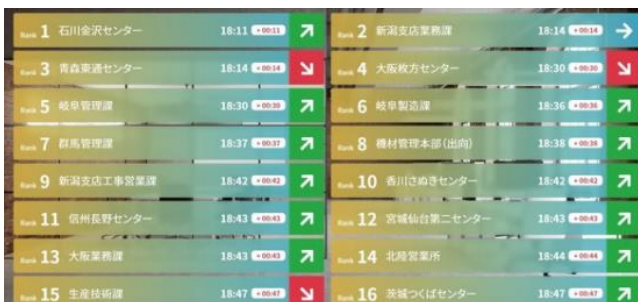 Rank 1 石川金沢センター 18:11 +00:11
Rank 2 新潟支店業務課 18:14 +00:14
Rank 3 青森東通センター 18:14 +00:14
Rank 4 大阪枚方センター 18:30 +00:30
Rank 5 岐阜管理課 18:30 +00:30
Rank 6 岐阜製造課 18:36 +00:36
Rank 7 群馬管理課 18:37 +00:37
Rank 8 機材管理本部(出向) 18:38 +00:38
Rank 9 新潟支店工事営業課 18:42 +00:42
Rank 10 香川さぬきセンター 18:42 +00:42
Rank 11 信州長野センター 18:43 +00:43
Rank 12 宮城仙台第二センター 18:43 +00:43
Rank 13 大阪業務課 18:43 +00:43
Rank 14 北陸営業所 18:44 +00:44
Rank 15 生産技術課 18:47 +00:47
Rank 16 茨城つくばセンター 18:47 +00:47